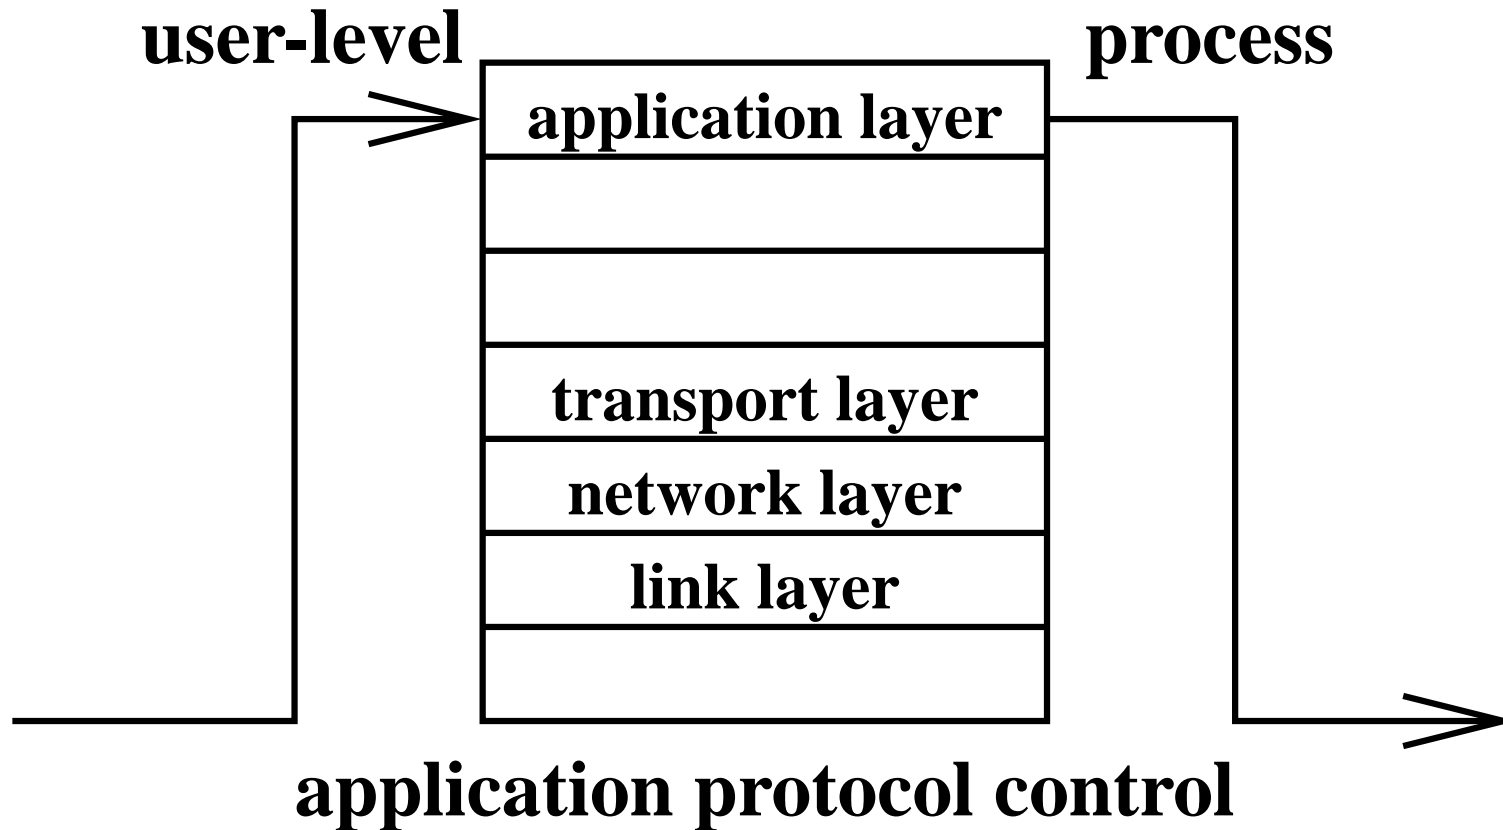 user-level
process
application layer
transport layer
network layer
link layer
application protocol control